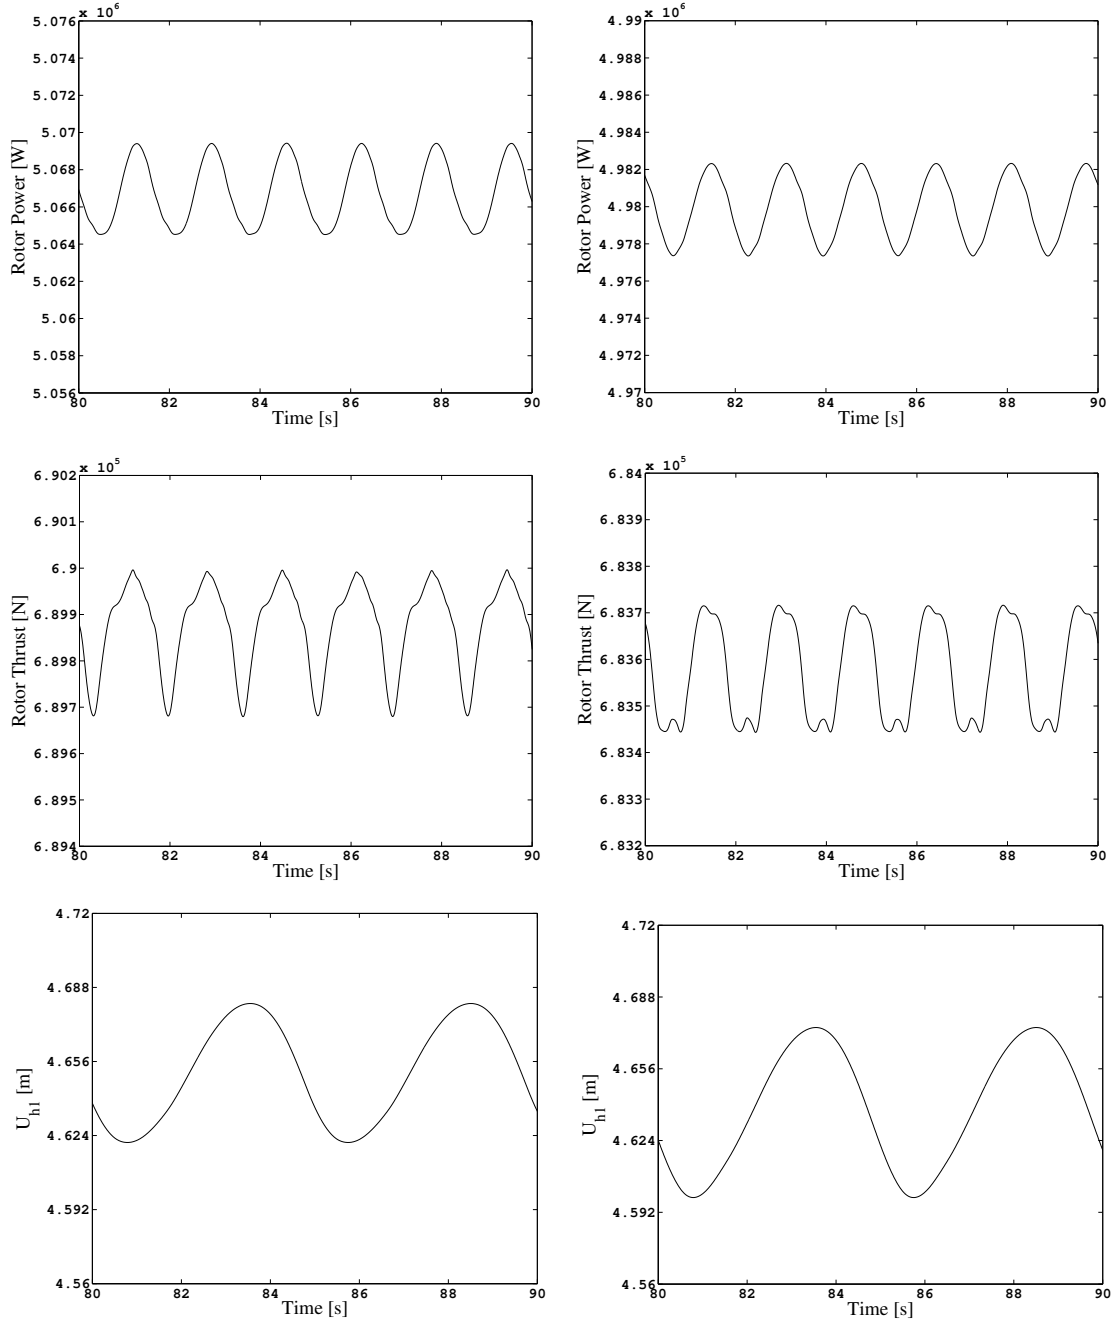 x 10^6
5.076
5.074
5.072
5.07
5.068
5.066
5.064
5.062
5.06
5.058
5.056
Rotor Power [W]
80 82 84 86 88 90
Time [s]
x 10^6
4.99
4.988
4.986
4.984
4.982
4.98
4.978
4.976
4.974
4.972
4.97
Rotor Power [W]
80 82 84 86 88 90
Time [s]
x 10^5
6.902
6.901
6.9
6.899
6.898
6.897
6.896
6.895
6.894
Rotor Thrust [N]
80 82 84 86 88 90
Time [s]
x 10^5
6.84
6.839
6.838
6.837
6.836
6.835
6.834
6.833
6.832
Rotor Thrust [N]
80 82 84 86 88 90
Time [s]
4.72
4.688
4.656
4.624
4.592
4.56
U_h1 [m]
80 82 84 86 88 90
Time [s]
4.72
4.688
4.656
4.624
4.592
4.56
U_h1 [m]
80 82 84 86 88 90
Time [s]